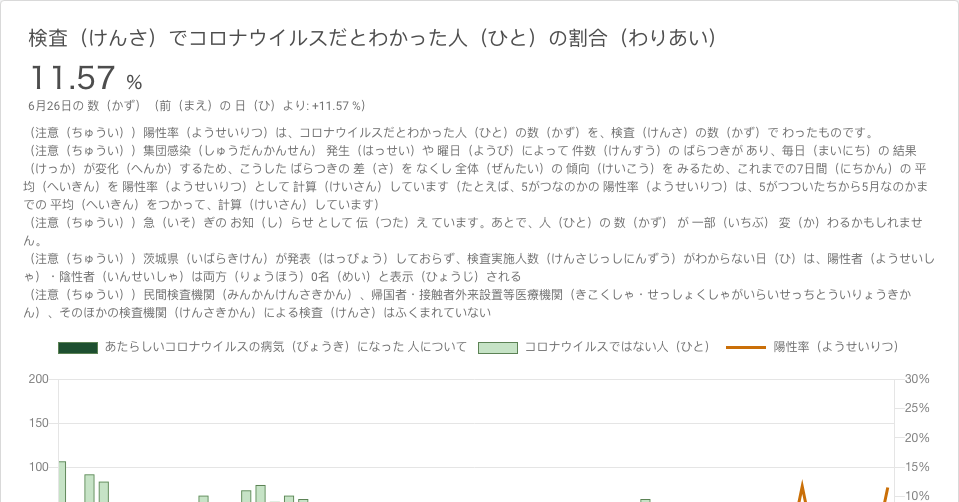 検査（けんさ）でコロナウイルスだとわかった人（ひと）の割合（わりあい）
11.57 %
6月26日の 数（かず）（前（まえ）の 日（ひ）より: +11.57 %）
（注意（ちゅうい））陽性率（ようせいりつ）は、コロナウイルスだとわかった人（ひと）の数（かず）を、検査（けんさ）の数（かず）で わったものです。
（注意（ちゅうい））集団感染（しゅうだんかんせん） 発生（はっせい）や 曜日（ようび）によって 件数（けんすう）の ばらつきが あり、毎日（まいにち）の 結果
（けっか）が変化（へんか）するため、こうした ばらつきの 差（さ）を なくし 全体（ぜんたい）の 傾向（けいこう）を みるため、これまでの7日間（にちかん）の 平
均（へいきん）を 陽性率（ようせいりつ）として 計算（けいさん）しています（たとえば、5がつなのかの 陽性率（ようせいりつ）は、5がつついたちから5月なのかま
での 平均（へいきん）をつかって、計算（けいさん）しています）
（注意（ちゅうい））急（いそ）ぎの お知（し）らせ として 伝（つた）え ています。あとで、人（ひと）の 数（かず） が 一部（いちぶ） 変（か）わるかもしれませ
ん。
（注意（ちゅうい））茨城県（いばらきけん）が発表（はっぴょう）しておらず、検査実施人数（けんさじっしにんずう）がわからない日（ひ）は、陽性者（ようせいし
ゃ）・陰性者（いんせいしゃ）は両方（りょうほう）0名（めい）と表示（ひょうじ）される
（注意（ちゅうい））民間検査機関（みんかんけんさきかん）、帰国者・接触者外来設置等医療機関（きこくしゃ・せっしょくしゃがいらいせっちとういりょうきか
ん）、そのほかの検査機関（けんさきかん）による検査（けんさ）はふくまれていない
あたらしいコロナウイルスの病気（びょうき）になった 人について コロナウイルスではない人（ひと） 陽性率（ようせいりつ）
200 30%
25%
150
20%
100 15%
10%